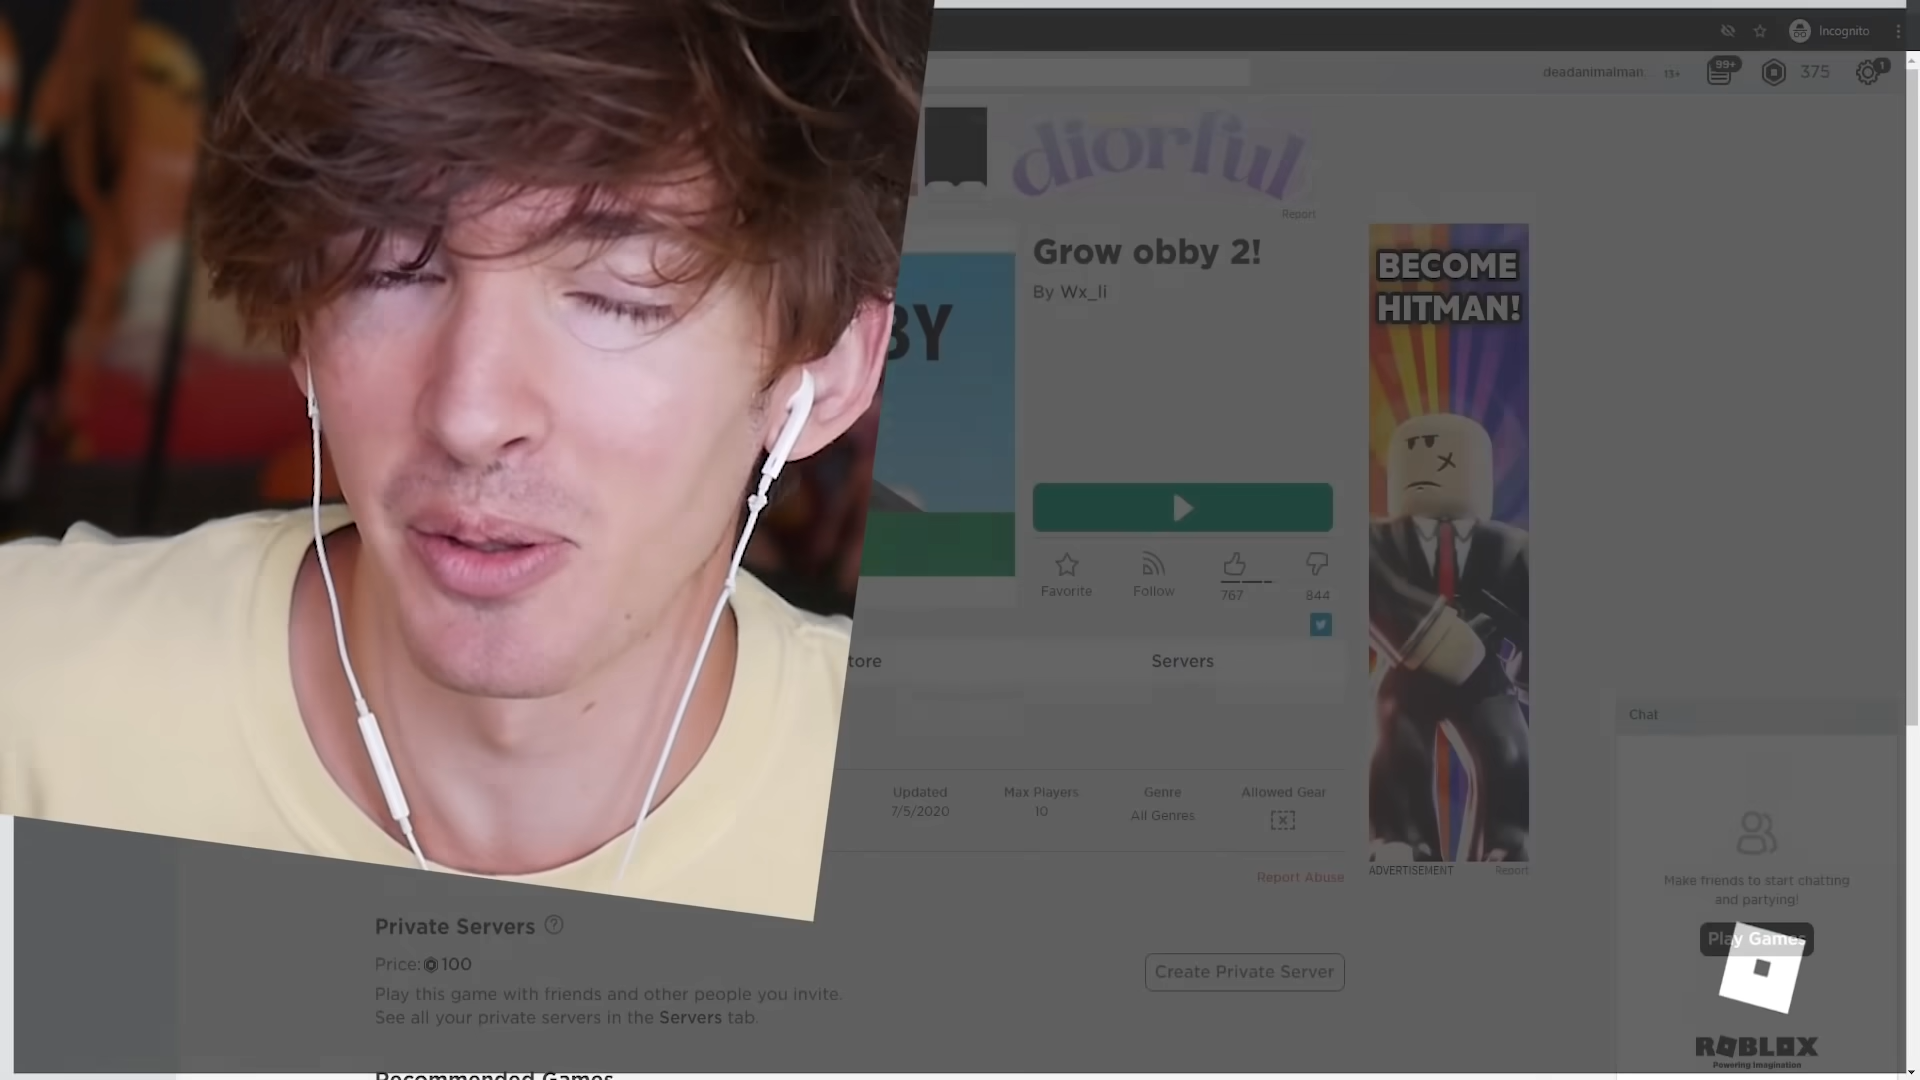 Incognito
deadanimalman... 13+
99+
375
1
diorful
Report
Grow obby 2!
By Wx_li
BECOME
HITMAN!
BY
Favorite
Follow
767
844
tore
Servers
Chat
Updated
7/5/2020
Max Players
10
Genre
All Genres
Allowed Gear
ADVERTISEMENT
Report
Report Abuse
Make friends to start chatting
and partying!
Play Games
Private Servers ?
Price: 100
Create Private Server
Play this game with friends and other people you invite.
See all your private servers in the Servers tab.
ROBLOX
Powering Imagination
Recommended Games